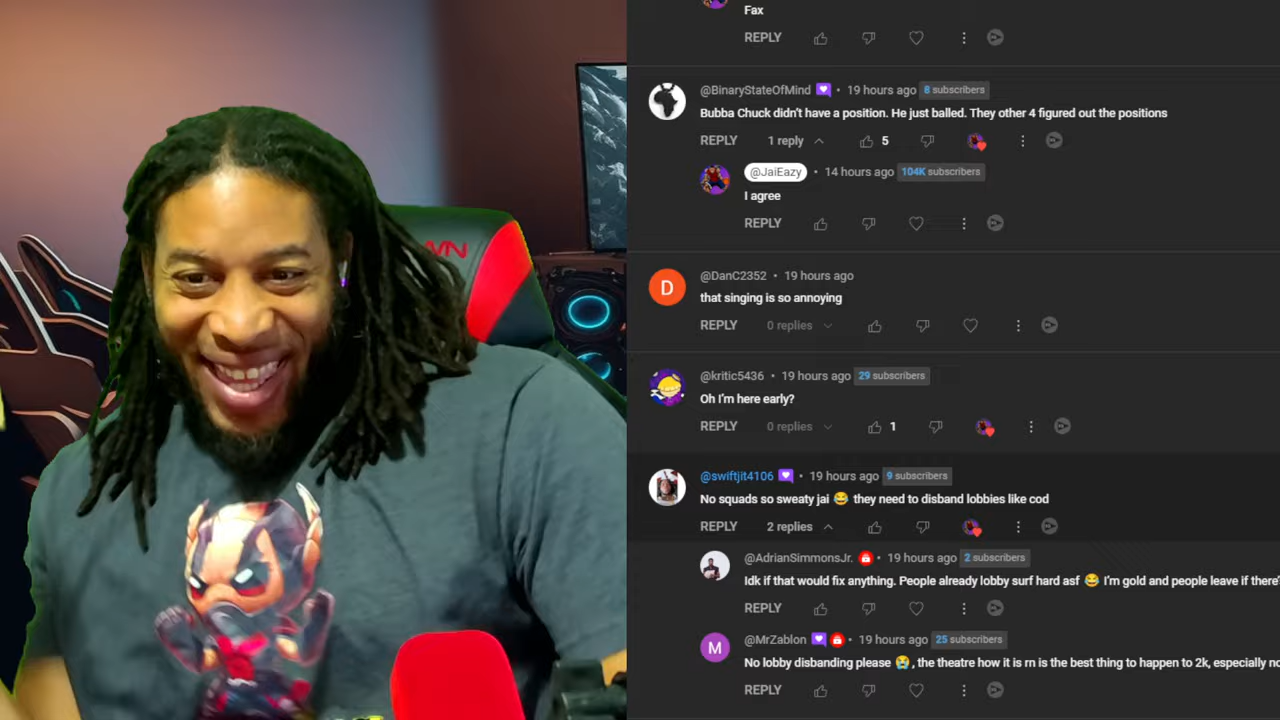 Fax
REPLY
@BinaryStateOfMind • 19 hours ago 8 subscribers
Bubba Chuck didn't have a position. He just balled. They other 4 figured out the positions
REPLY 1 reply 5
@JaiEazy • 14 hours ago 104K subscribers
I agree
REPLY
@DanC2352 • 19 hours ago
D
that singing is so annoying
REPLY 0 replies
@kritic5436 • 19 hours ago 29 subscribers
Oh I'm here early?
REPLY 0 replies 1
@swiftjit4106 • 19 hours ago 9 subscribers
No squads so sweaty jai 😂 they need to disband lobbies like cod
REPLY 2 replies
@AdrianSimmonsJr. • 19 hours ago 2 subscribers
Idk if that would fix anything. People already lobby surf hard asf 😂 I'm gold and people leave if there'
REPLY
@MrZablon • 19 hours ago 25 subscribers
M
No lobby disbanding please 😭, the theatre how it is rn is the best thing to happen to 2k, especially no
REPLY